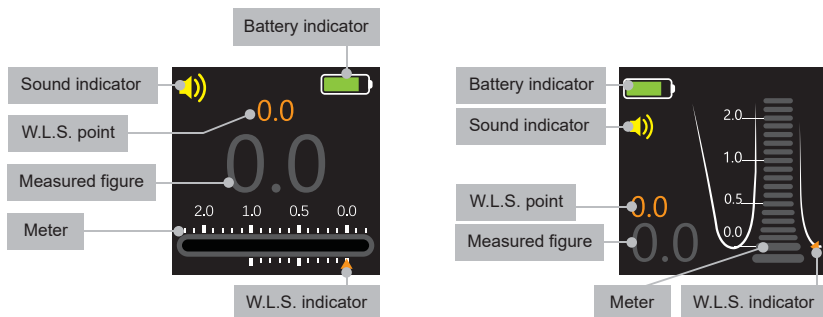 Battery indicator
Sound indicator
0.0
W.L.S. point
0.0
Measured figure
2.0 1.0 0.5 0.0
Meter
W.L.S. indicator
Battery indicator
Sound indicator
2.0
1.0
0.5
0.0
W.L.S. point
0.0
Measured figure
0.0
Meter
W.L.S. indicator